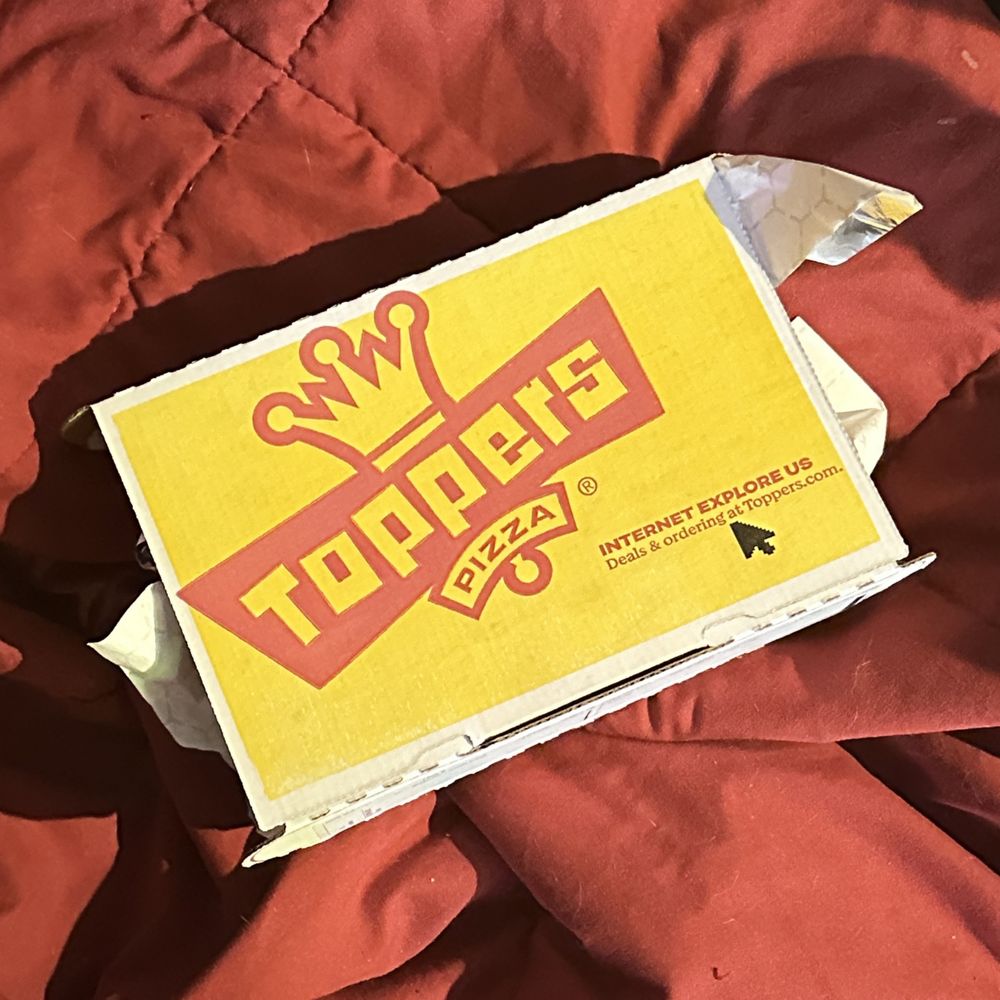 Toppers
PIZZA ®
INTERNET EXPLORE US
Deals & ordering at Toppers.com.